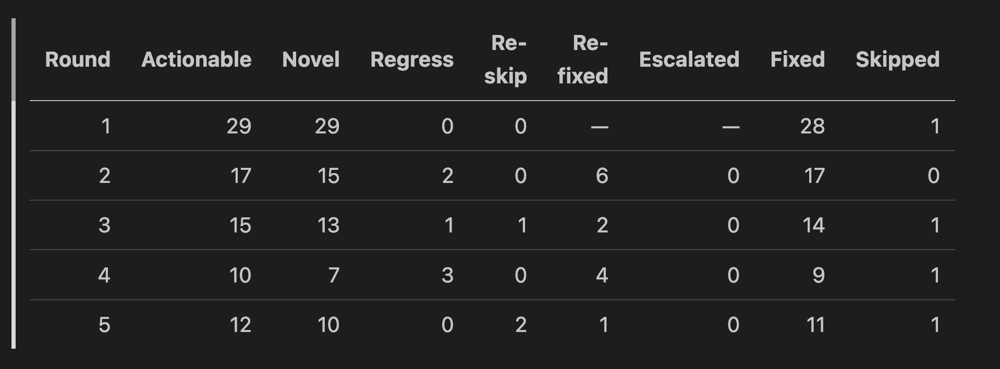 Round Actionable Novel Regress Re-skip Re-fixed Escalated Fixed Skipped
1 29 29 0 0 — — 28 1
2 17 15 2 0 6 0 17 0
3 15 13 1 1 2 0 14 1
4 10 7 3 0 4 0 9 1
5 12 10 0 2 1 0 11 1